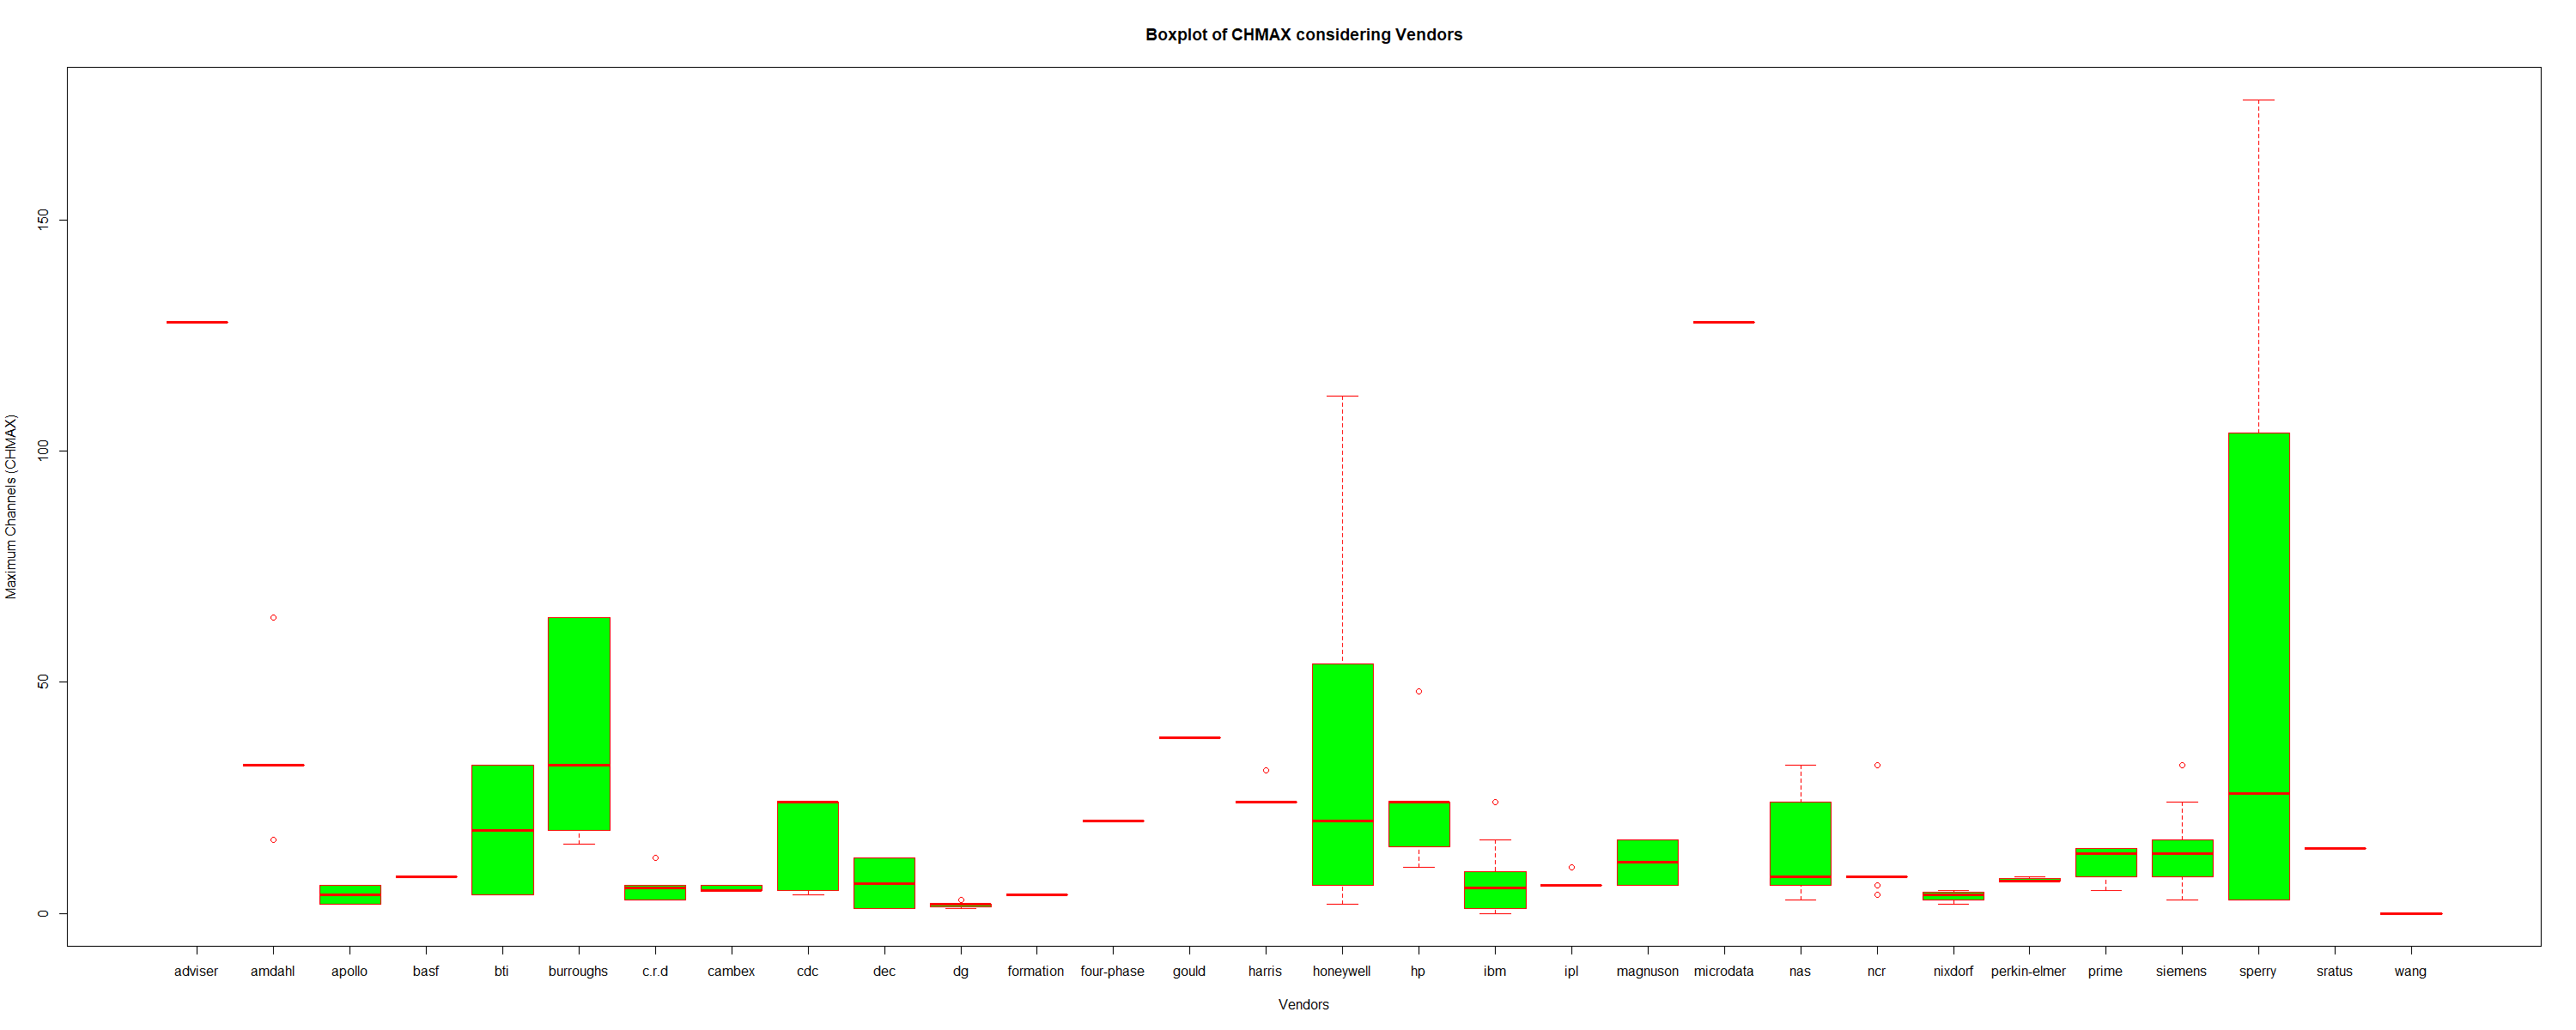 Boxplot of CHMAX considering Vendors
Maximum Channels (CHMAX)
150
100
50
0
adviser amdahl apollo basf bti burroughs c.r.d cambex cdc dec dg formation four-phase gould harris honeywell hp ibm ipl magnuson microdata nas ncr nixdorf perkin-elmer prime siemens sperry sratus wang
Vendors